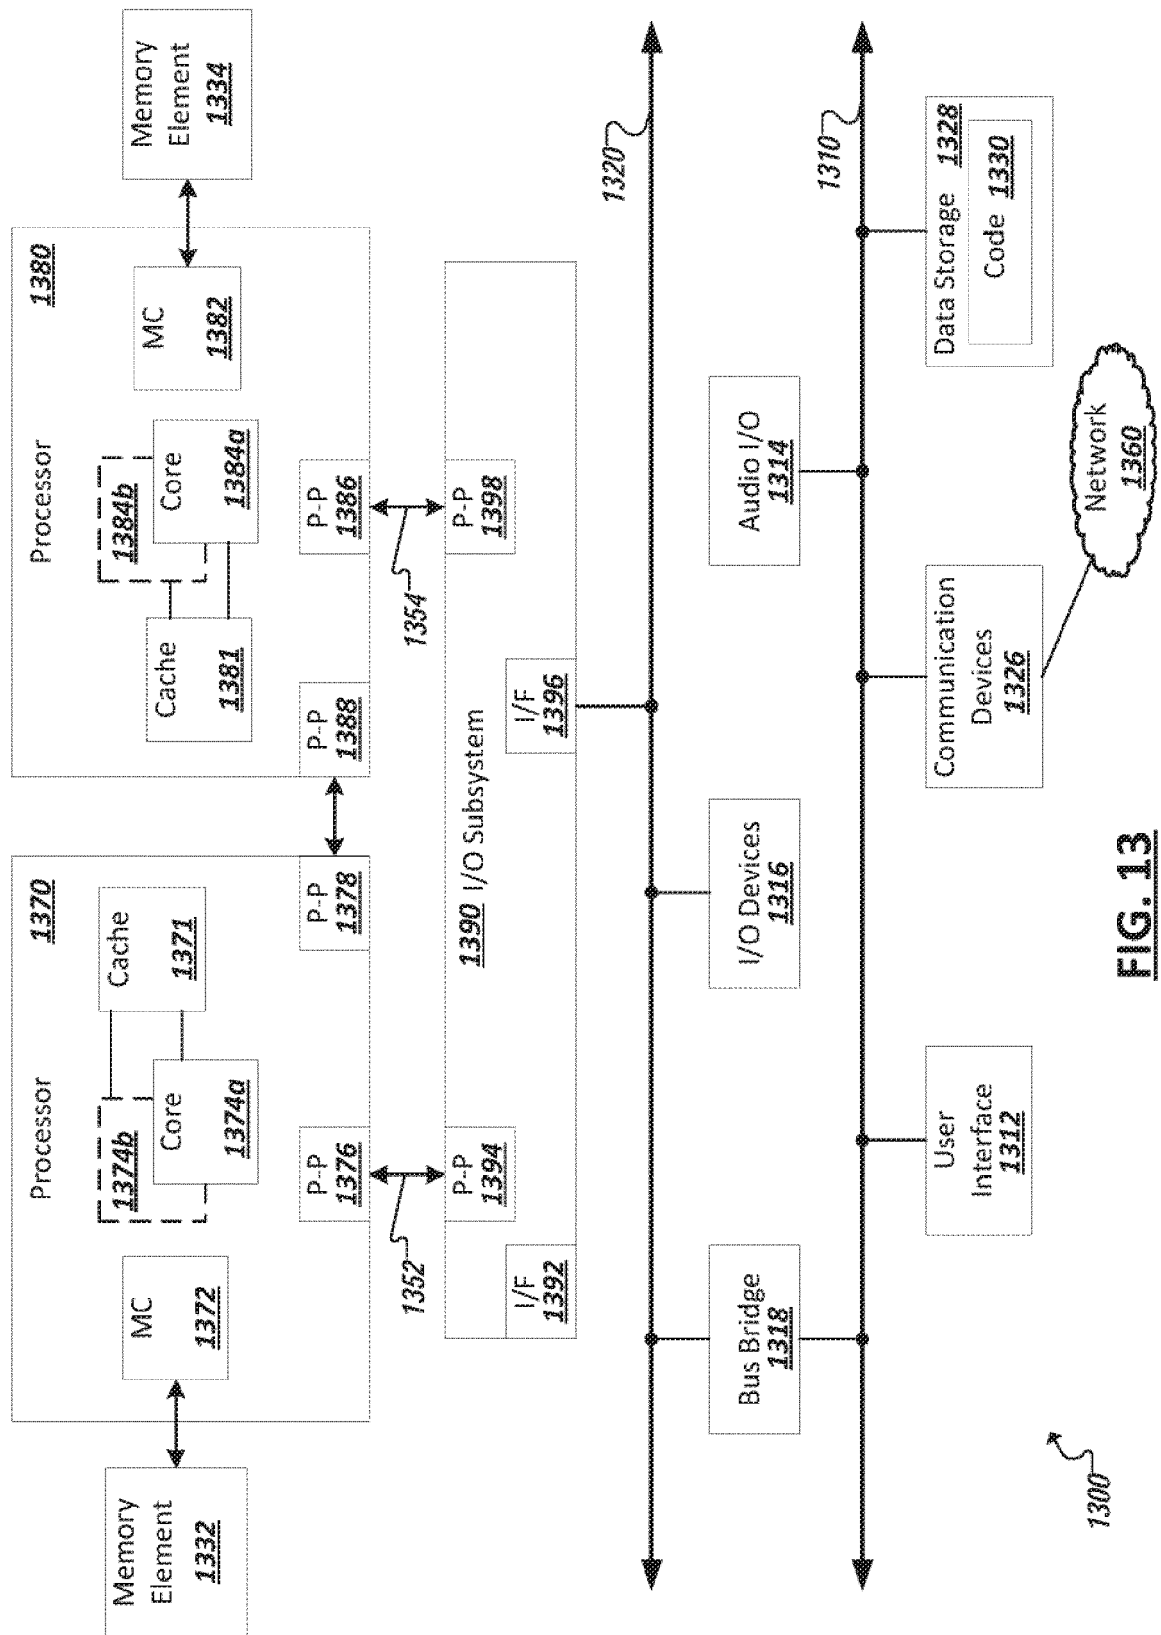 Processor
1370
Processor
1380
Memory
Element
1332
MC
1372
1374b
Core
1374a
Cache
1371
P-P
1376
P-P
1378
P-P
1388
Cache
1381
1384b
Core
1384a
MC
1382
Memory
Element
1334
P-P
1386
1352
1354
P-P
1394
1390 I/O Subsystem
P-P
1398
I/F
1392
I/F
1396
1320
Bus Bridge
1318
I/O Devices
1316
Audio I/O
1314
1310
User
Interface
1312
Communication
Devices
1326
Data Storage 1328
Code 1330
Network
1360
1300
FIG. 13